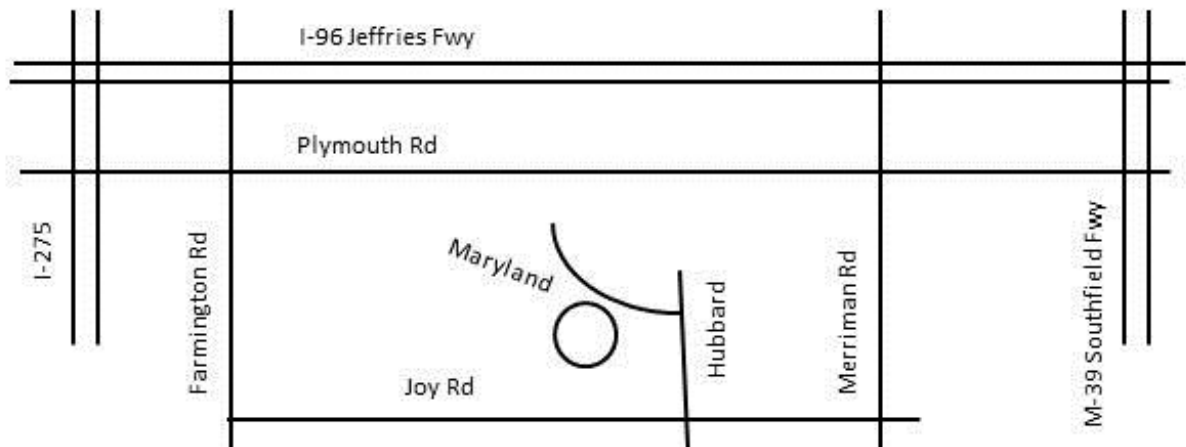 I-96 Jeffries Fwy
Plymouth Rd
I-275
Farmington Rd
Maryland
Hubbard
Merriman Rd
M-39 Southfield Fwy
Joy Rd